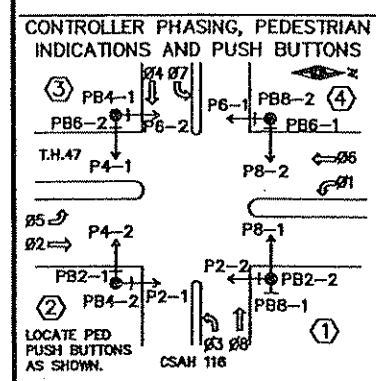 CONTROLLER PHASING, PEDESTRIAN
INDICATIONS AND PUSH BUTTONS
Ø4 Ø7
3 PB4-1 P6-1 PB8-2 4
PB6-2 P6-2 PB6-1
T.H.47 P4-1 P8-2 Ø6
Ø1
Ø5 P4-2 P8-1
Ø2
PB2-1 P2-2 PB2-2
2 PB4-2 P2-1 PB8-1 1
LOCATE PED
PUSH BUTTONS
AS SHOWN.
Ø3 Ø8
CSAH 116